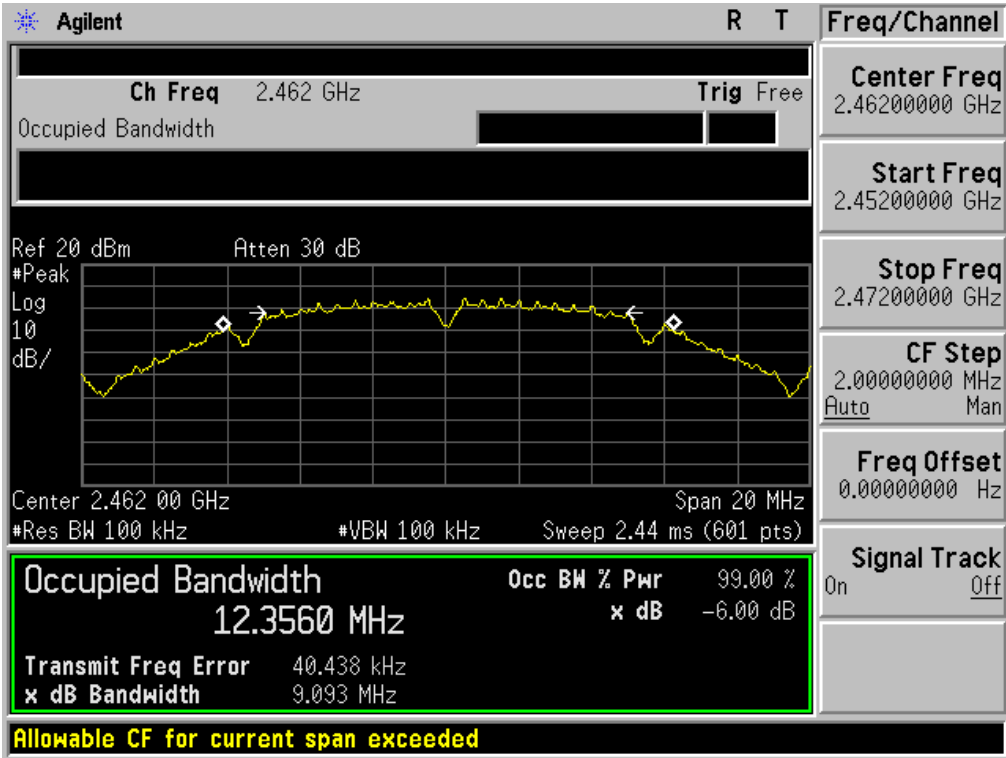 Agilent R T
Ch Freq 2.462 GHz Trig Free
Occupied Bandwidth
Ref 20 dBm Atten 30 dB
#Peak
Log
10
dB/
Center 2.462 00 GHz Span 20 MHz
#Res BW 100 kHz #VBW 100 kHz Sweep 2.44 ms (601 pts)
Occupied Bandwidth
12.3560 MHz
Occ BW % Pwr 99.00 %
x dB -6.00 dB
Transmit Freq Error 40.438 kHz
x dB Bandwidth 9.093 MHz
Allowable CF for current span exceeded
Freq/Channel
Center Freq
2.46200000 GHz
Start Freq
2.45200000 GHz
Stop Freq
2.47200000 GHz
CF Step
2.00000000 MHz
Auto Man
Freq Offset
0.00000000 Hz
Signal Track
On Off